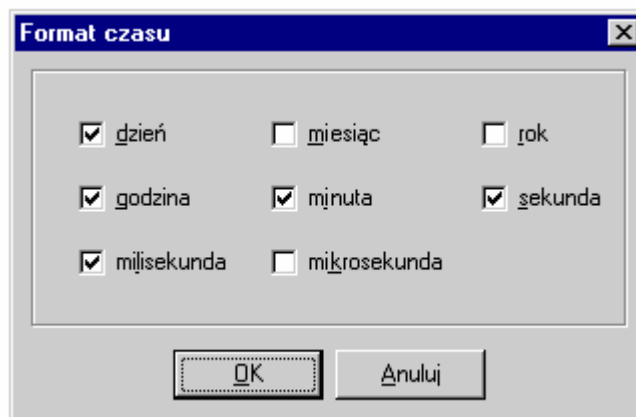 Format czasu
dzień miesiąc rok
godzina minuta sekunda
milisekunda mikrosekunda
OK Anuluj